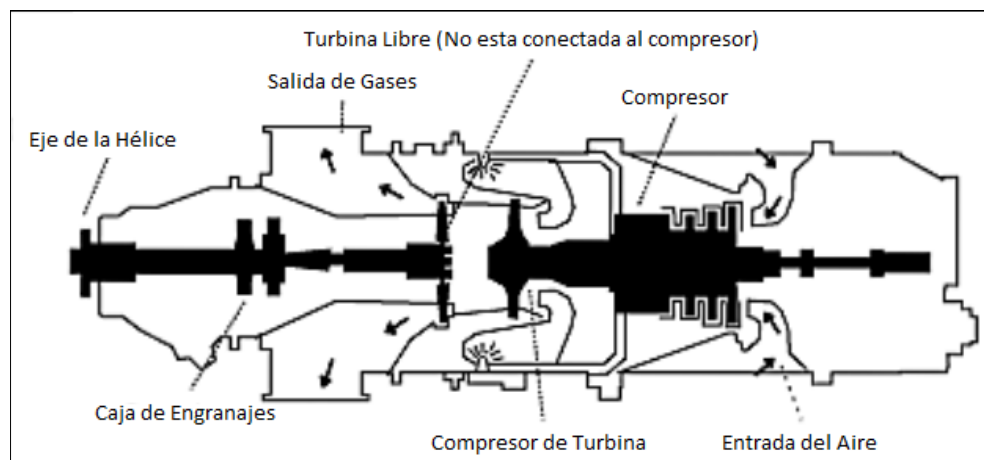 Turbina Libre (No esta conectada al compresor)
Salida de Gases
Compresor
Eje de la Hélice
Caja de Engranajes
Compresor de Turbina
Entrada del Aire